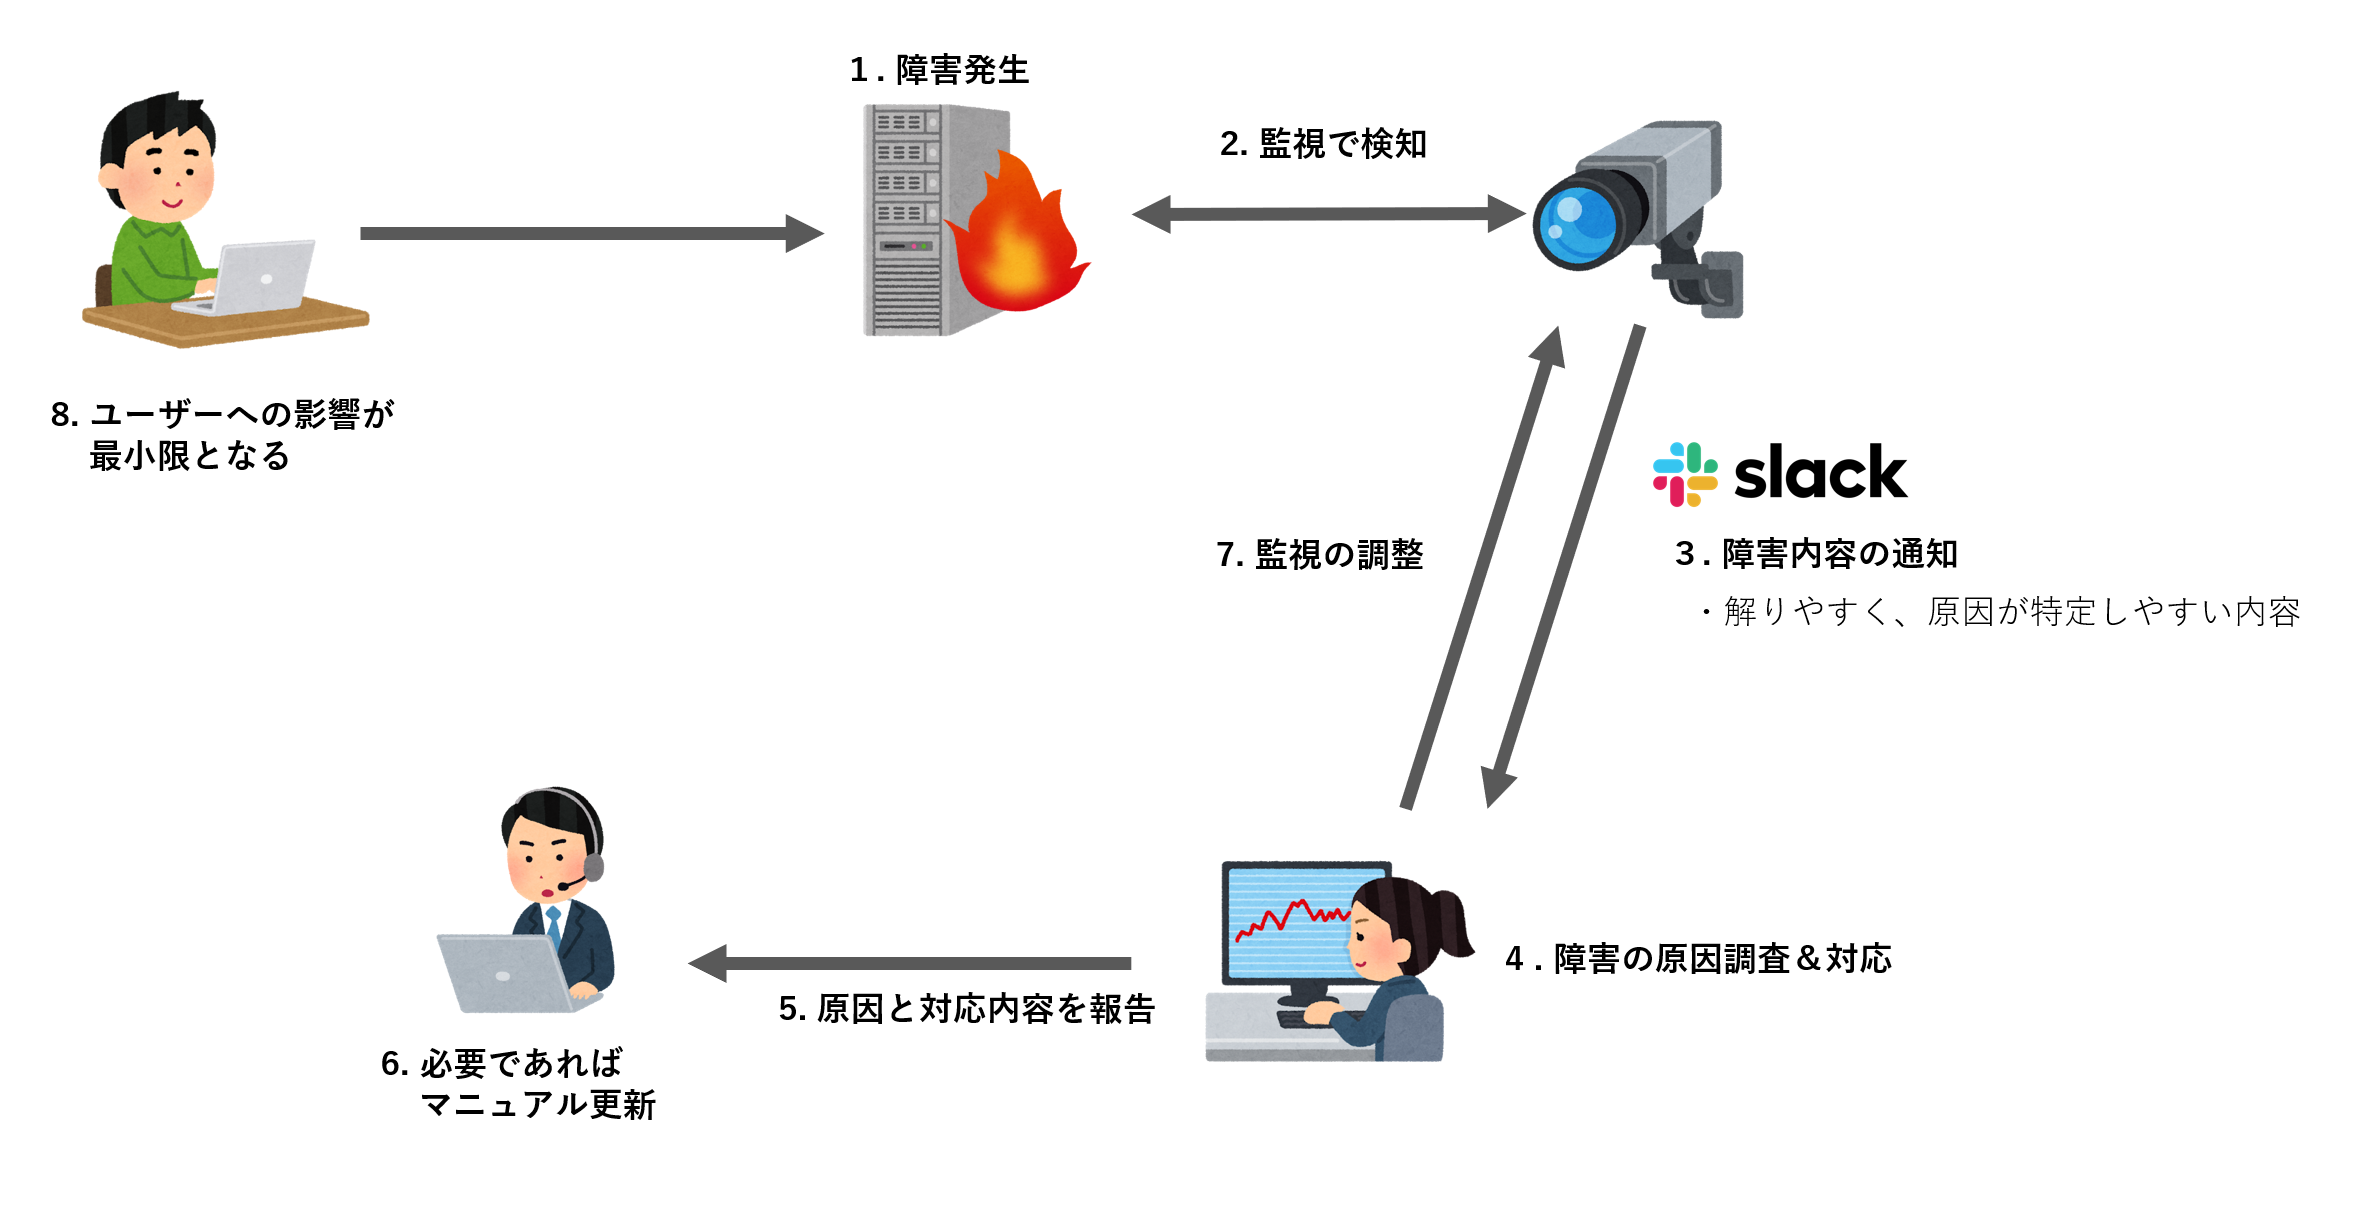 1. 障害発生
2. 監視で検知
slack
3. 障害内容の通知
・解りやすく、原因が特定しやすい内容
4. 障害の原因調査＆対応
5. 原因と対応内容を報告
6. 必要であれば
マニュアル更新
7. 監視の調整
8. ユーザーへの影響が
最小限となる